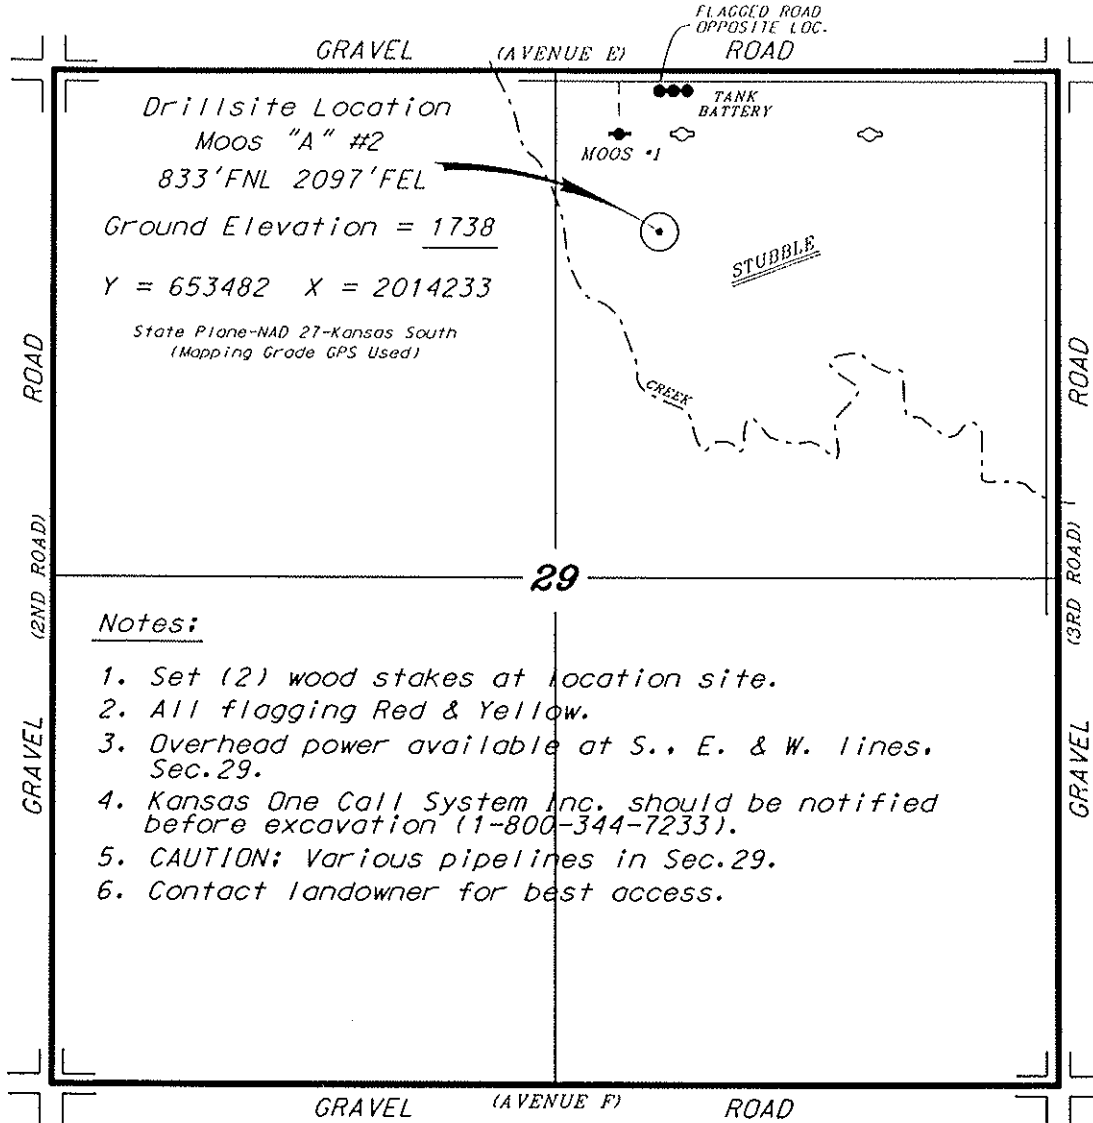 FLAGGED ROAD
OPPOSITE LOC.
GRAVEL (AVENUE E) ROAD
Drillsite Location
Moos "A" #2
833'FNL 2097'FEL
Ground Elevation = 1738
Y = 653482 X = 2014233
State Plane-NAD 27-Kansas South
(Mapping Grade GPS Used)
TANK
BATTERY
MOOS #1
STUBBLE
CREEK
ROAD
(2ND ROAD)
GRAVEL
ROAD
(3RD ROAD)
GRAVEL
29
Notes:
1. Set (2) wood stakes at location site.
2. All flagging Red & Yellow.
3. Overhead power available at S., E. & W. lines,
Sec.29.
4. Kansas One Call System Inc. should be notified
before excavation (1-800-344-7233).
5. CAUTION: Various pipelines in Sec.29.
6. Contact landowner for best access.
GRAVEL (AVENUE F) ROAD